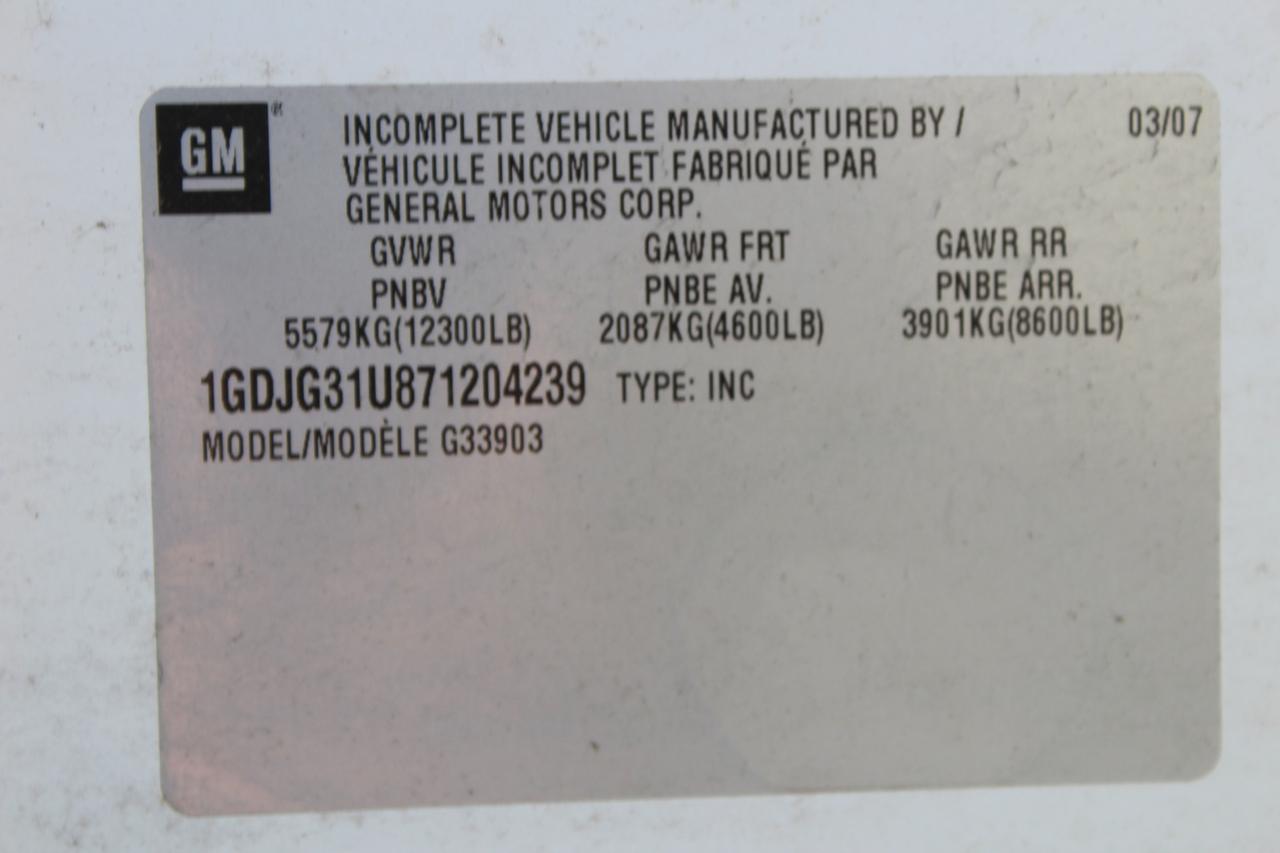 GM®
INCOMPLETE VEHICLE MANUFACTURED BY / 03/07
VÉHICULE INCOMPLET FABRIQUÉ PAR
GENERAL MOTORS CORP.
GVWR GAWR FRT GAWR RR
PNBV PNBE AV. PNBE ARR.
5579KG(12300LB) 2087KG(4600LB) 3901KG(8600LB)
1GDJG31U871204239 TYPE: INC
MODEL/MODÈLE G33903